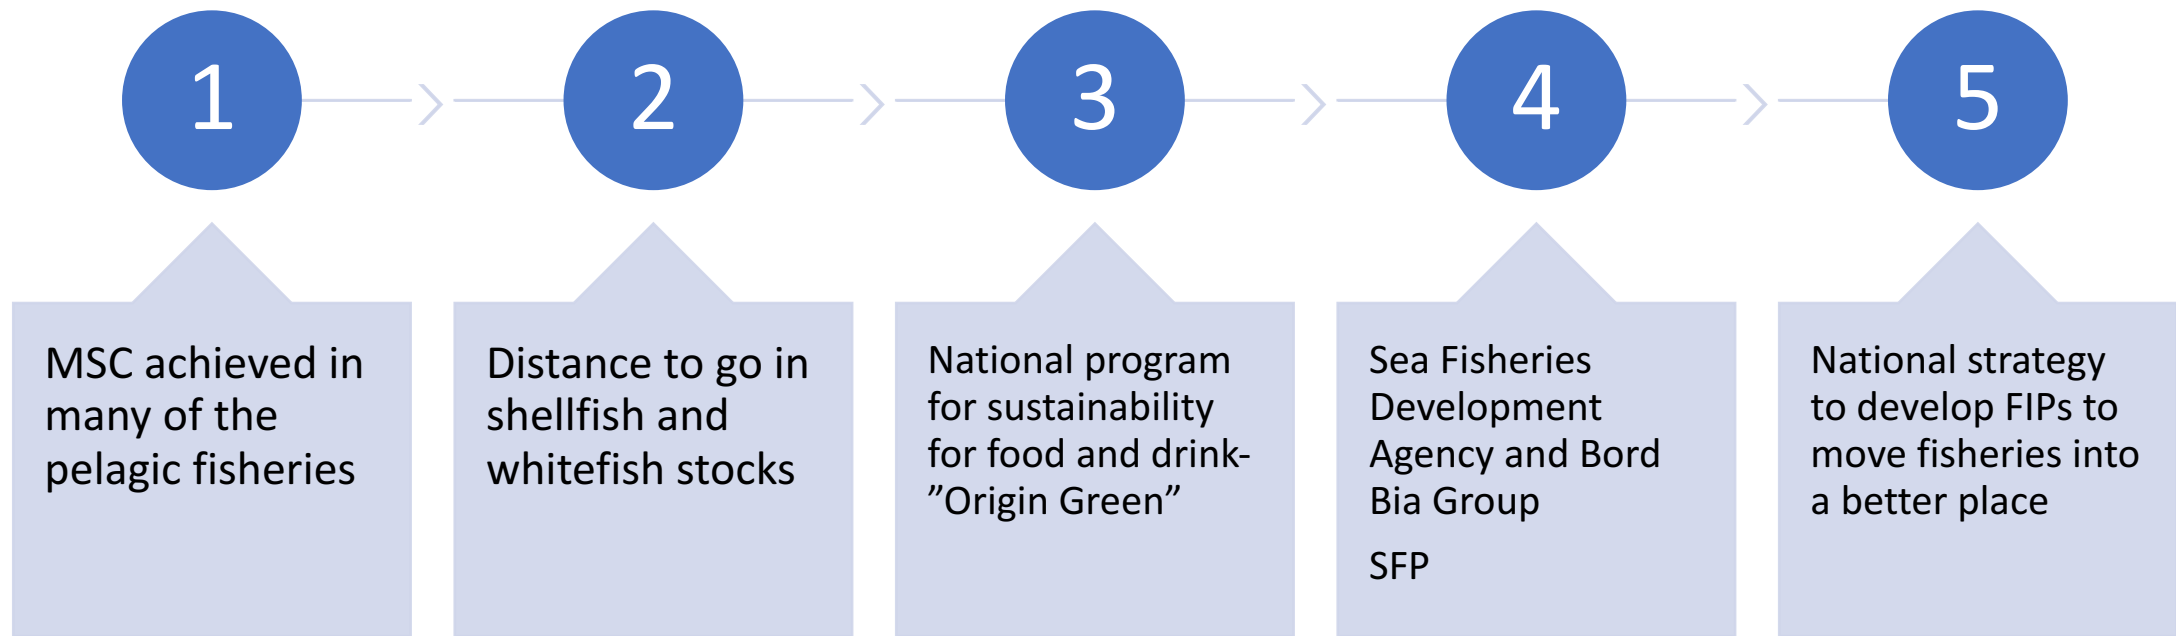 1
2
3
4
5
MSC achieved in
many of the
pelagic fisheries
Distance to go in
shellfish and
whitefish stocks
National program
for sustainability
for food and drink-
”Origin Green”
Sea Fisheries
Development
Agency and Bord
Bia Group
SFP
National strategy
to develop FIPs to
move fisheries into
a better place